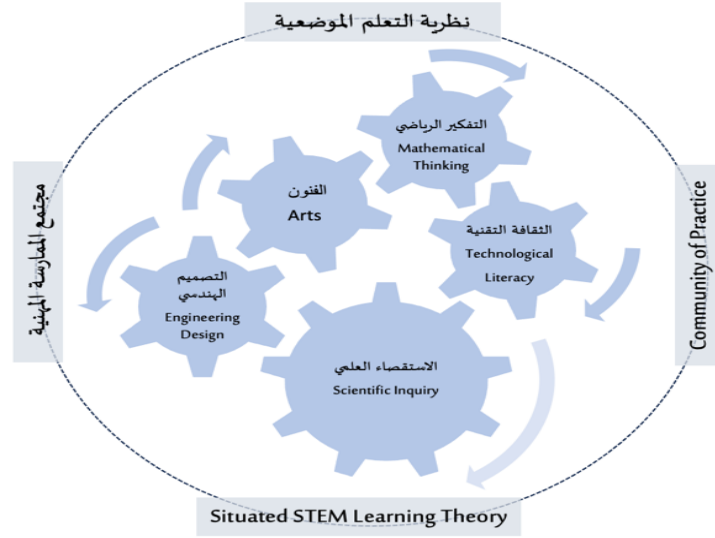 نظرية التعلم الموضعية
التفكير الرياضي
Mathematical
Thinking
الفنون
Arts
الثقافة التقنية
Technological
Literacy
التصميم
الهندسي
Engineering
Design
الاستقصاء العلمي
Scientific Inquiry
مجتمع الممارسة المهنية
Community of Practice
Situated STEM Learning Theory